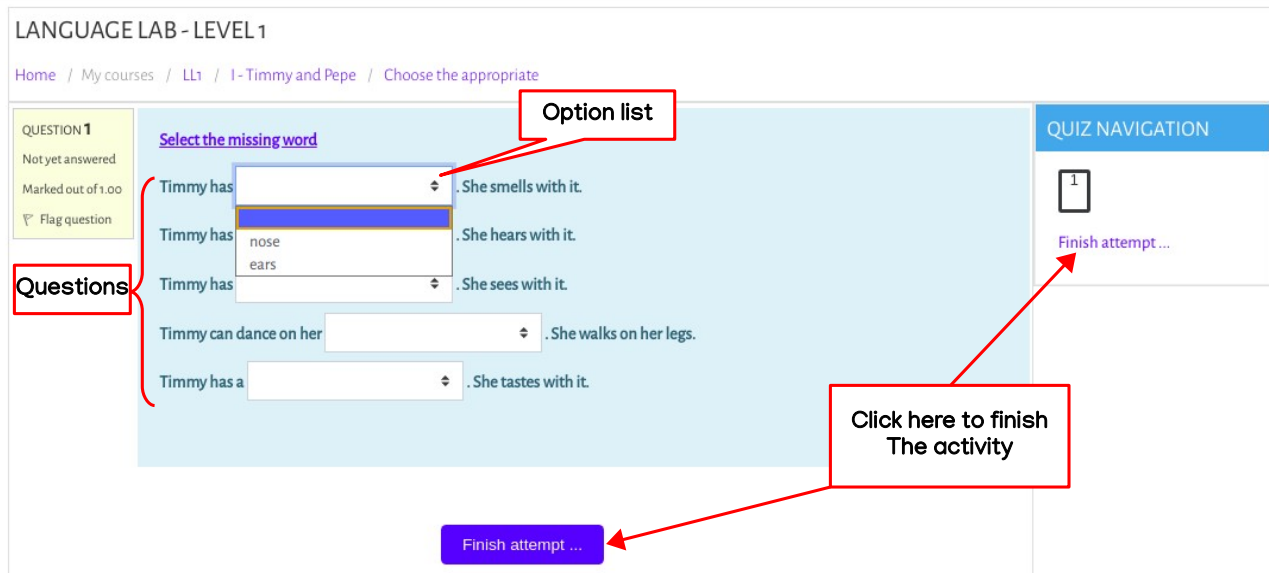 LANGUAGE LAB - LEVEL 1
Home / My courses / LL1 / I - Timmy and Pepe / Choose the appropriate
Option list
QUESTION 1
Not yet answered
Marked out of 1.00
Flag question
Select the missing word
Timmy has . She smells with it.
nose
ears
Timmy has . She hears with it.
Timmy has . She sees with it.
Timmy can dance on her . She walks on her legs.
Timmy has a . She tastes with it.
Questions
QUIZ NAVIGATION
1
Finish attempt ...
Click here to finish
The activity
Finish attempt ...